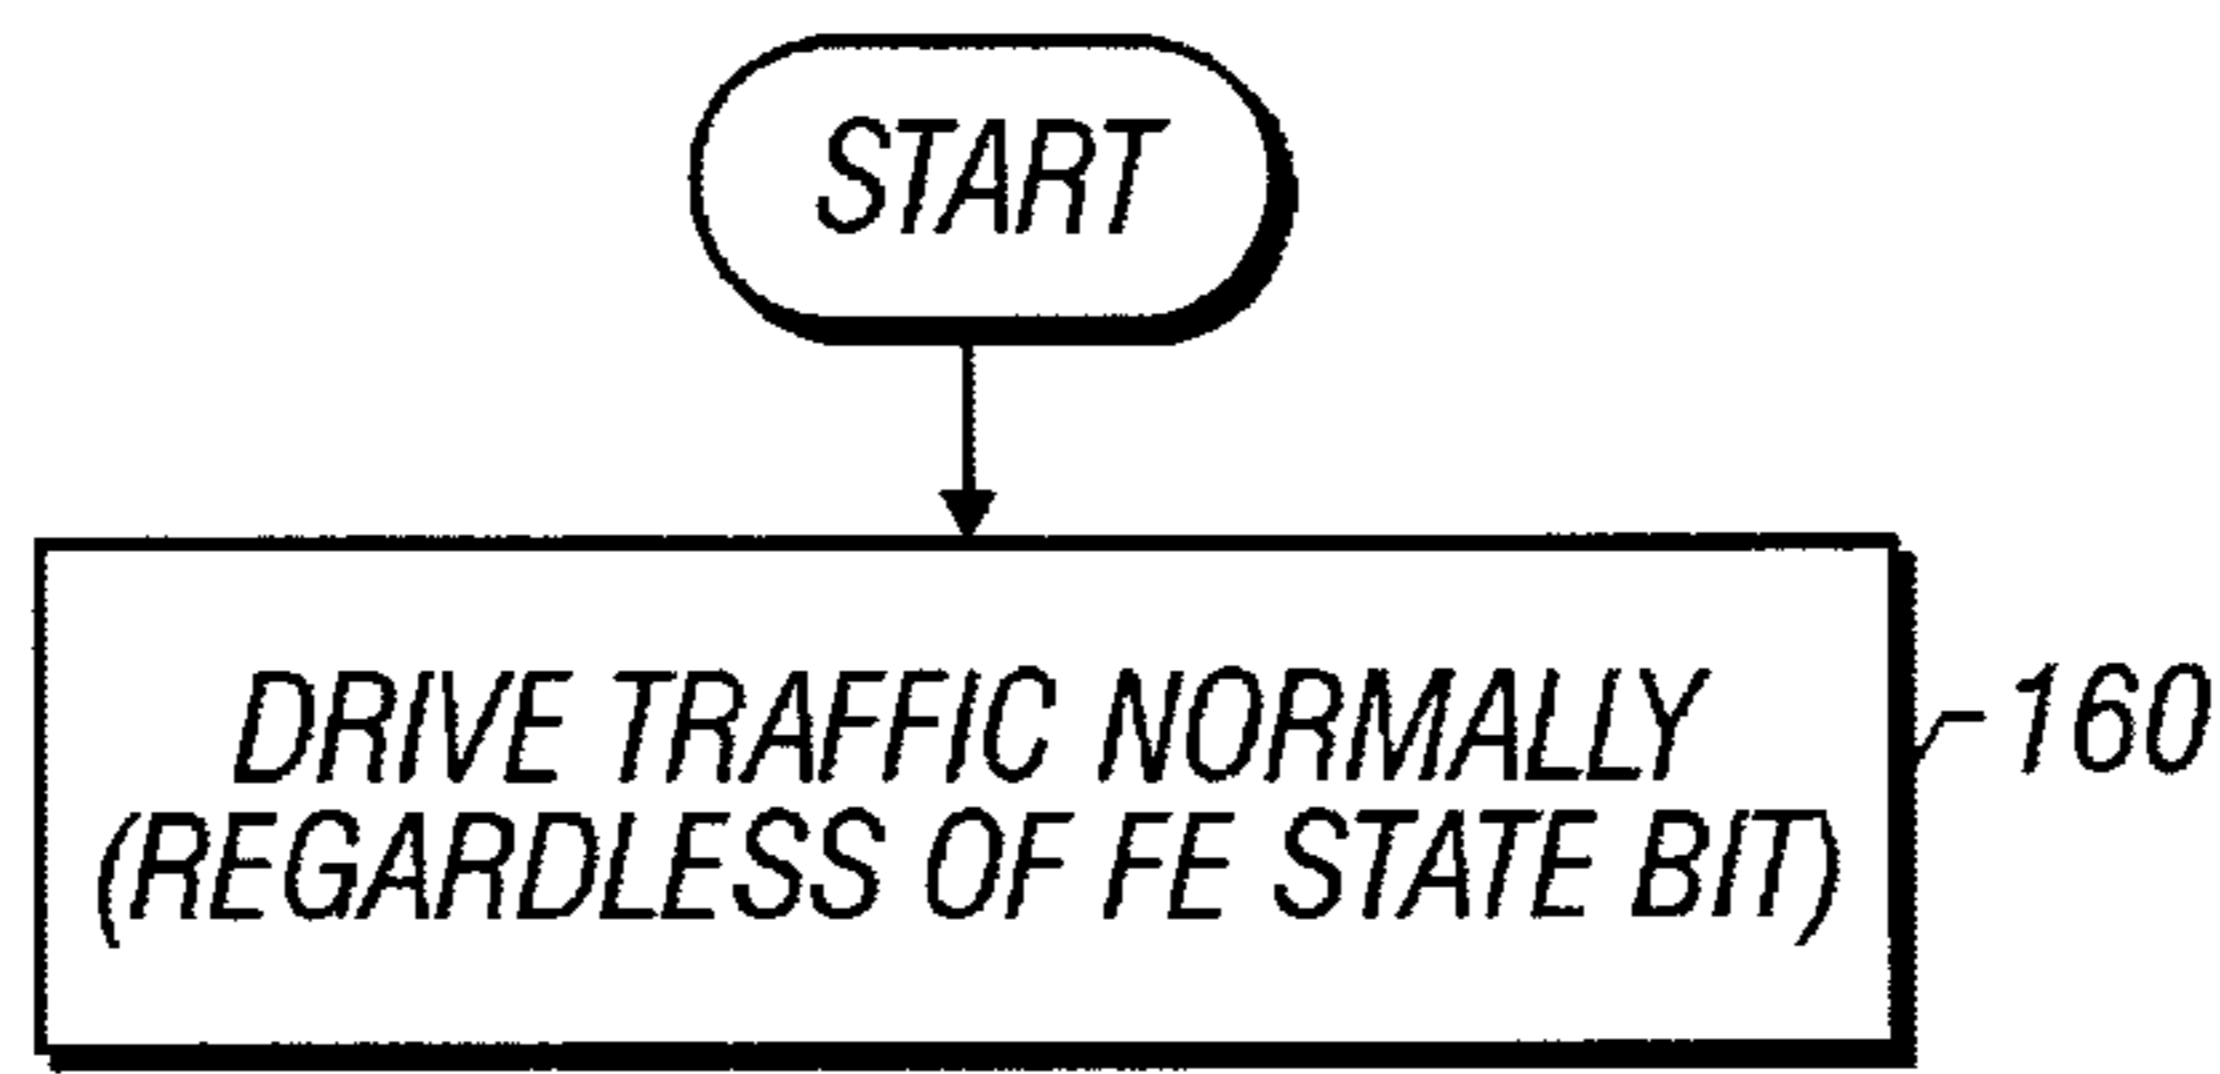 START
DRIVE TRAFFIC NORMALLY
(REGARDLESS OF FE STATE BIT)
160